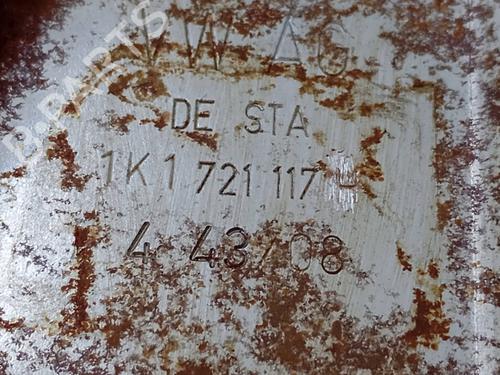 VW AG
DE STA
1K1 721 117
4 43/08
B-PARTS